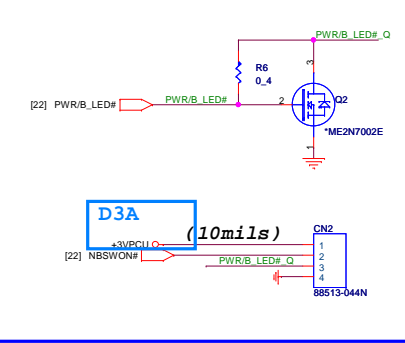 PWR/B_LED#_Q
3
R6
0_4
[22] PWR/B_LED# PWR/B_LED# 2 Q2
*ME2N7002E
1
D3A
(10mils)
CN2
+3VPCU 1
[22] NBSWON# 2
PWR/B_LED#_Q 3
4
88513-044N